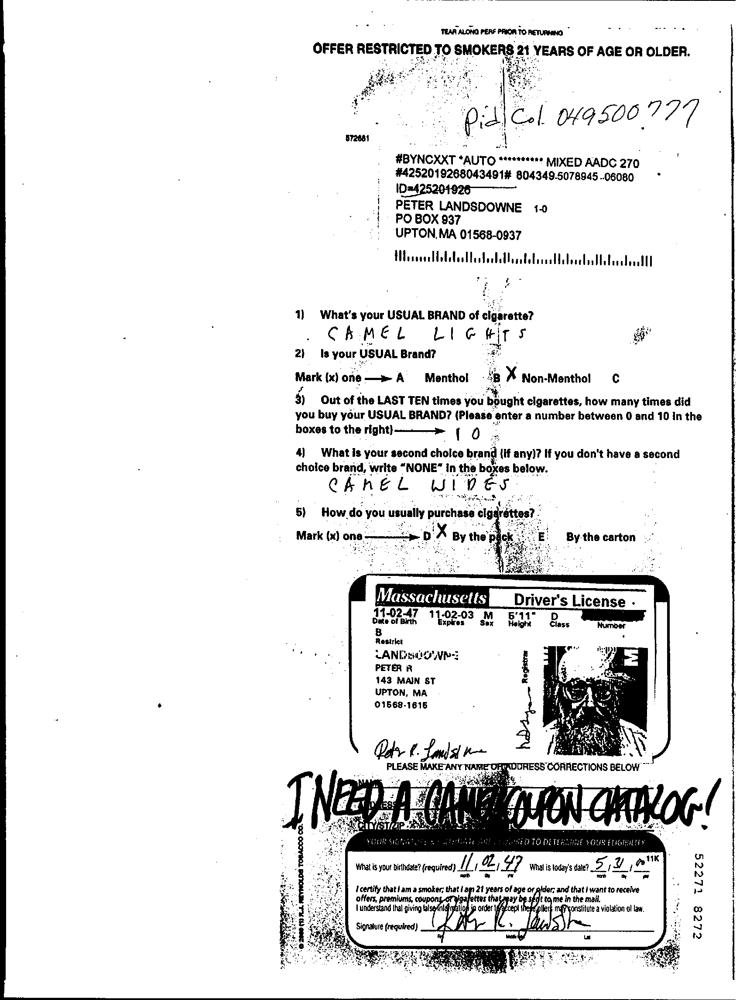 TEAR ALONG PERF PRIOR TO RETURNING
OFFER RESTRICTED TO SMOKERS 21 YEARS OF AGE OR OLDER.
Pid Col. 049500777
572681
#BYNCXXT *AUTO ********** MIXED AADC 270
#4252019268043491# 804349-5078945 -06080
ID=425201926
PETER LANDSDOWNE 1-0
PO BOX 937
UPTON, MA 01568-0937
1) What's your USUAL BRAND of cigarette?
CAMEL LIGHTS
2) Is your USUAL Brand?
Mark (x) one A Menthol B X Non-Menthol C
3) Out of the LAST TEN times you bought cigarettes, how many times did
you buy your USUAL BRAND? (Please enter a number between 0 and 10 in the
boxes to the right) 10
4) What is your second choice brand (if any)? If you don't have a second
choice brand, write "NONE" in the boxes below.
CAMEL WIDES
5) How do you usually purchase cigarettes?
Mark (x) one D X By the pack E By the carton
Massachusetts Driver's License
11-02-47 11-02-03 M 5'11" D
Date of Birth Expires Sex Height Class Number
B
Restrict
LANDSDOWNE
PETER R
143 MAIN ST
UPTON, MA
01568-1615
Registrar
M
Peter R. Landsdowne
PLEASE MAKE ANY NAME OR ADDRESS CORRECTIONS BELOW
I NEED A CAMEL COUPON CATALOG!
CITY/ST/ZIP
What is your birthdate? (required) 11, 02, 47 What is today's date? 5, 31, 00 11K
I certify that I am a smoker; that I am 21 years of age or older; and that I want to receive
offers, premiums, coupons, or cigarettes that may be sent to me in the mail.
I understand that giving false information in order to accept these offers may constitute a violation of law.
Signature (required) Peter R. Landsdowne
© 2000 (1) R.J. REYNOLDS TOBACCO CO.
52271 8272